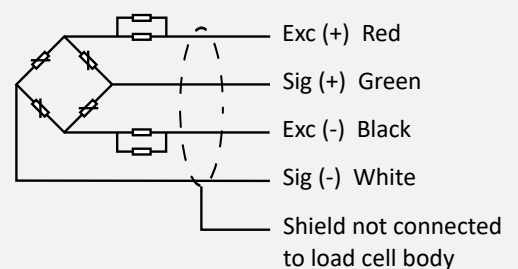 Exc (+) Red
Sig (+) Green
Exc (-) Black
Sig (-) White
Shield not connected
to load cell body